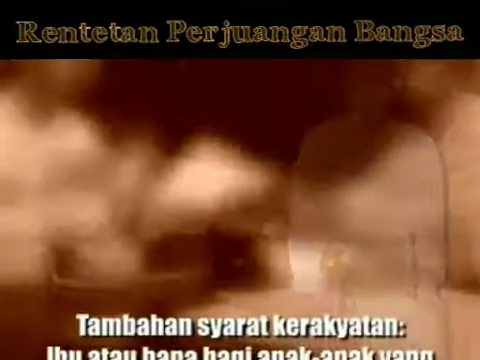 Rentetan Perjuangan Bangsa
Tambahan syarat kerakyatan:
Ibu atau bapa bagi anak-anak yang